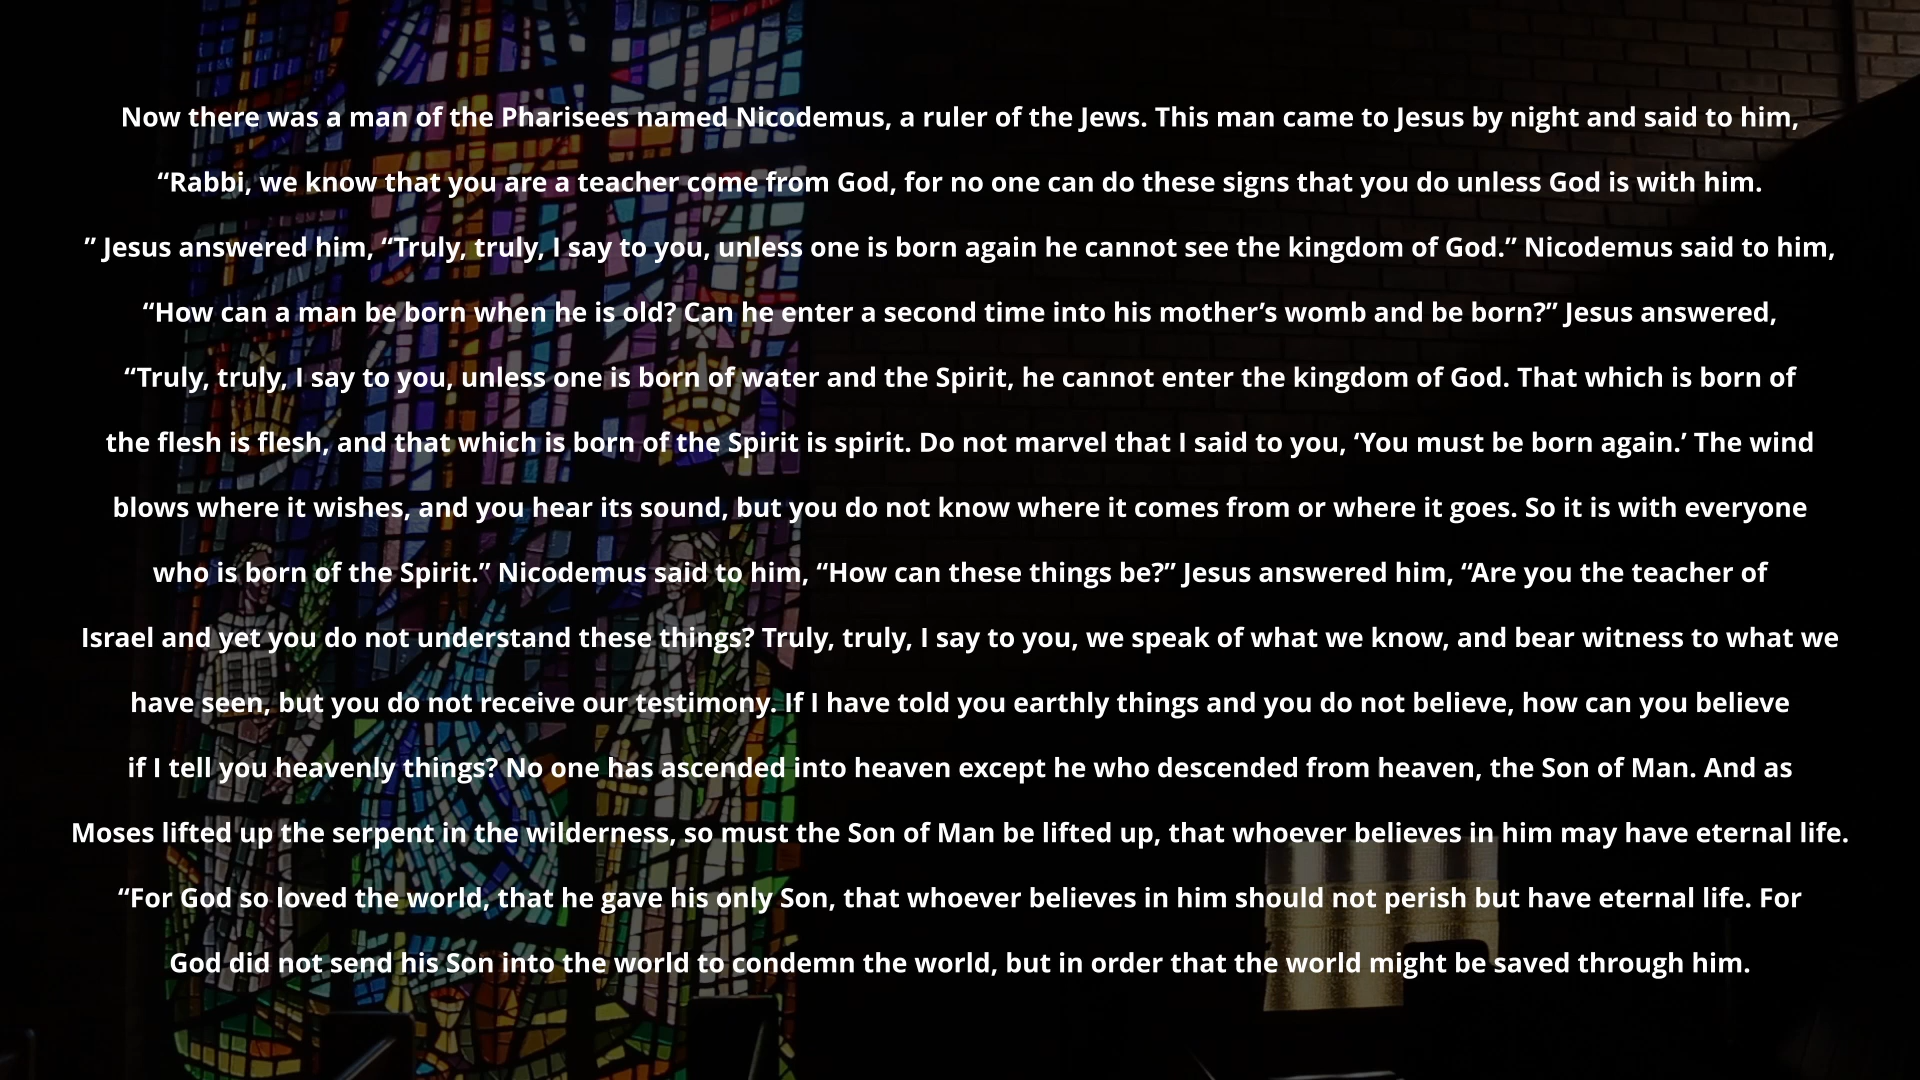 Now there was a man of the Pharisees named Nicodemus, a ruler of the Jews. This man came to Jesus by night and said to him,
“Rabbi, we know that you are a teacher come from God, for no one can do these signs that you do unless God is with him.
” Jesus answered him, “Truly, truly, I say to you, unless one is born again he cannot see the kingdom of God.” Nicodemus said to him,
“How can a man be born when he is old? Can he enter a second time into his mother’s womb and be born?” Jesus answered,
“Truly, truly, I say to you, unless one is born of water and the Spirit, he cannot enter the kingdom of God. That which is born of
the flesh is flesh, and that which is born of the Spirit is spirit. Do not marvel that I said to you, ‘You must be born again.’ The wind
blows where it wishes, and you hear its sound, but you do not know where it comes from or where it goes. So it is with everyone
who is born of the Spirit.” Nicodemus said to him, “How can these things be?” Jesus answered him, “Are you the teacher of
Israel and yet you do not understand these things? Truly, truly, I say to you, we speak of what we know, and bear witness to what we
have seen, but you do not receive our testimony. If I have told you earthly things and you do not believe, how can you believe
if I tell you heavenly things? No one has ascended into heaven except he who descended from heaven, the Son of Man. And as
Moses lifted up the serpent in the wilderness, so must the Son of Man be lifted up, that whoever believes in him may have eternal life.
“For God so loved the world, that he gave his only Son, that whoever believes in him should not perish but have eternal life. For
God did not send his Son into the world to condemn the world, but in order that the world might be saved through him.